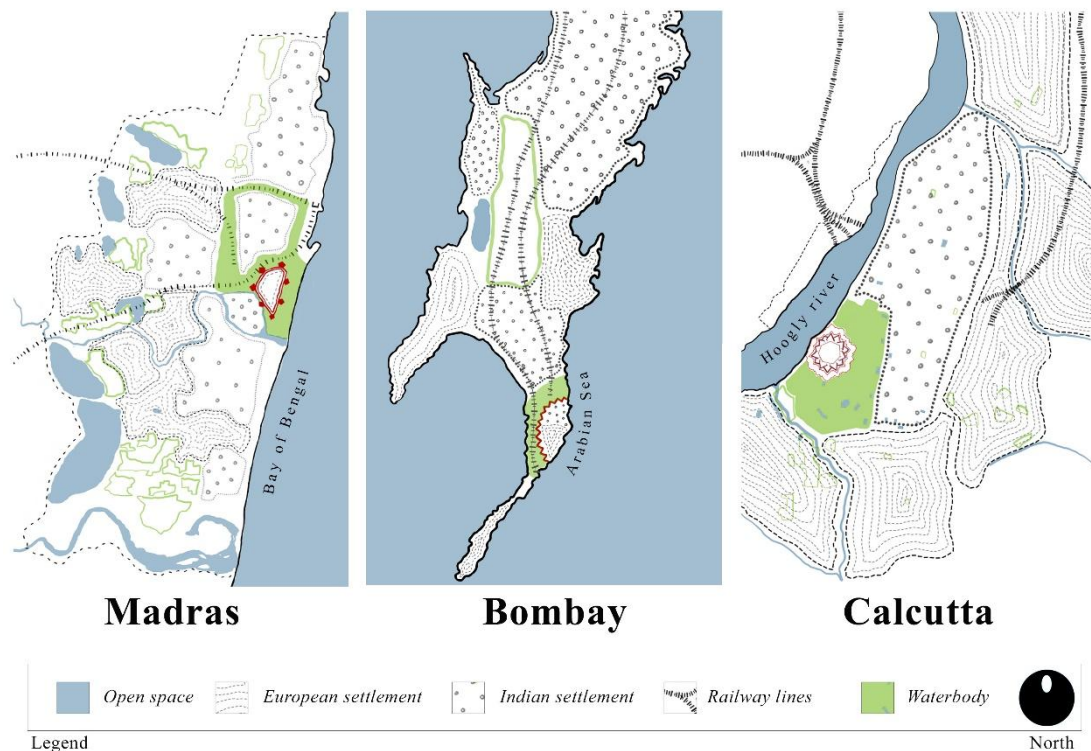 Bay of Bengal
Arabian Sea
Hoogly river
Madras
Bombay
Calcutta
Open space
European settlement
Indian settlement
Railway lines
Waterbody
Legend
North